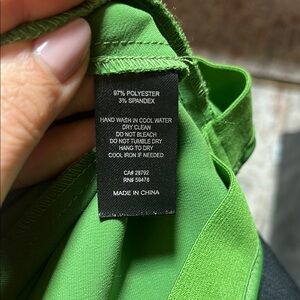 97% POLYESTER
3% SPANDEX
HAND WASH IN COOL WATER
DRY CLEAN
DO NOT BLEACH
DO NOT TUMBLE DRY
HANG TO DRY
COOL IRON IF NEEDED
CA# 28792
RN# 59478
MADE IN CHINA